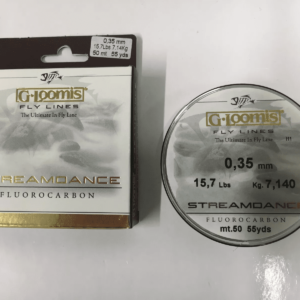 0,35 mm
15,7Lbs 7,14Kg
50 mt 55 yds
G-LOOMIS
FLY LINES
The Ultimate in Fly Line
STREAMDANCE
FLUOROCARBON
G-LOOMIS
FLY LINES
The Ultimate in Fly Line
0,35 mm
15,7 Lbs Kg. 7,140
STREAMDANCE
FLUOROCARBON
mt.50 55yds